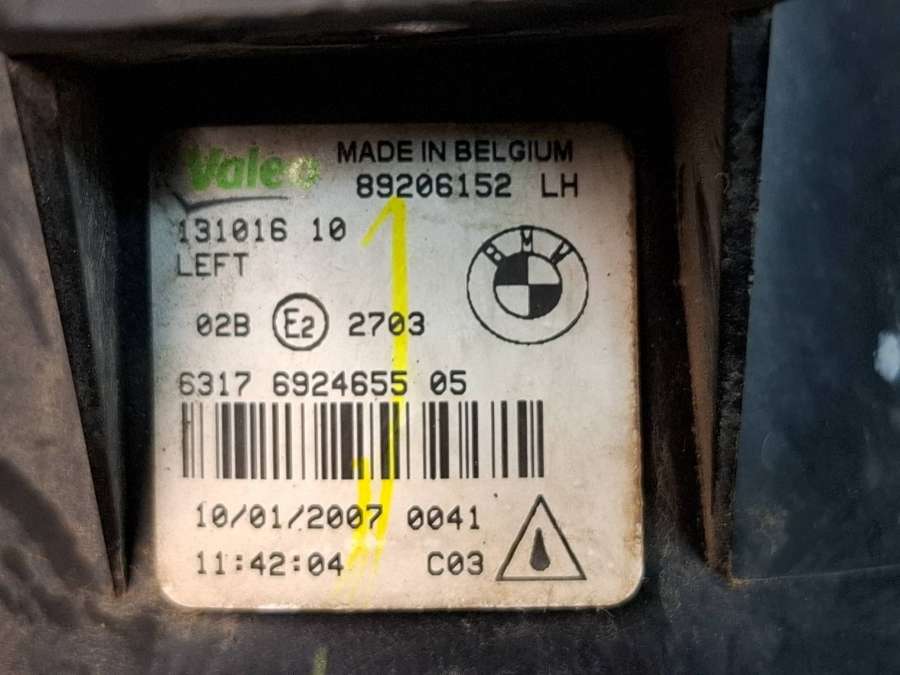 Valeo MADE IN BELGIUM
89206152 LH
131016 10
LEFT
BMW
02B E2 2703
6317 6924655 05
10/01/2007 0041
11:42:04 C03